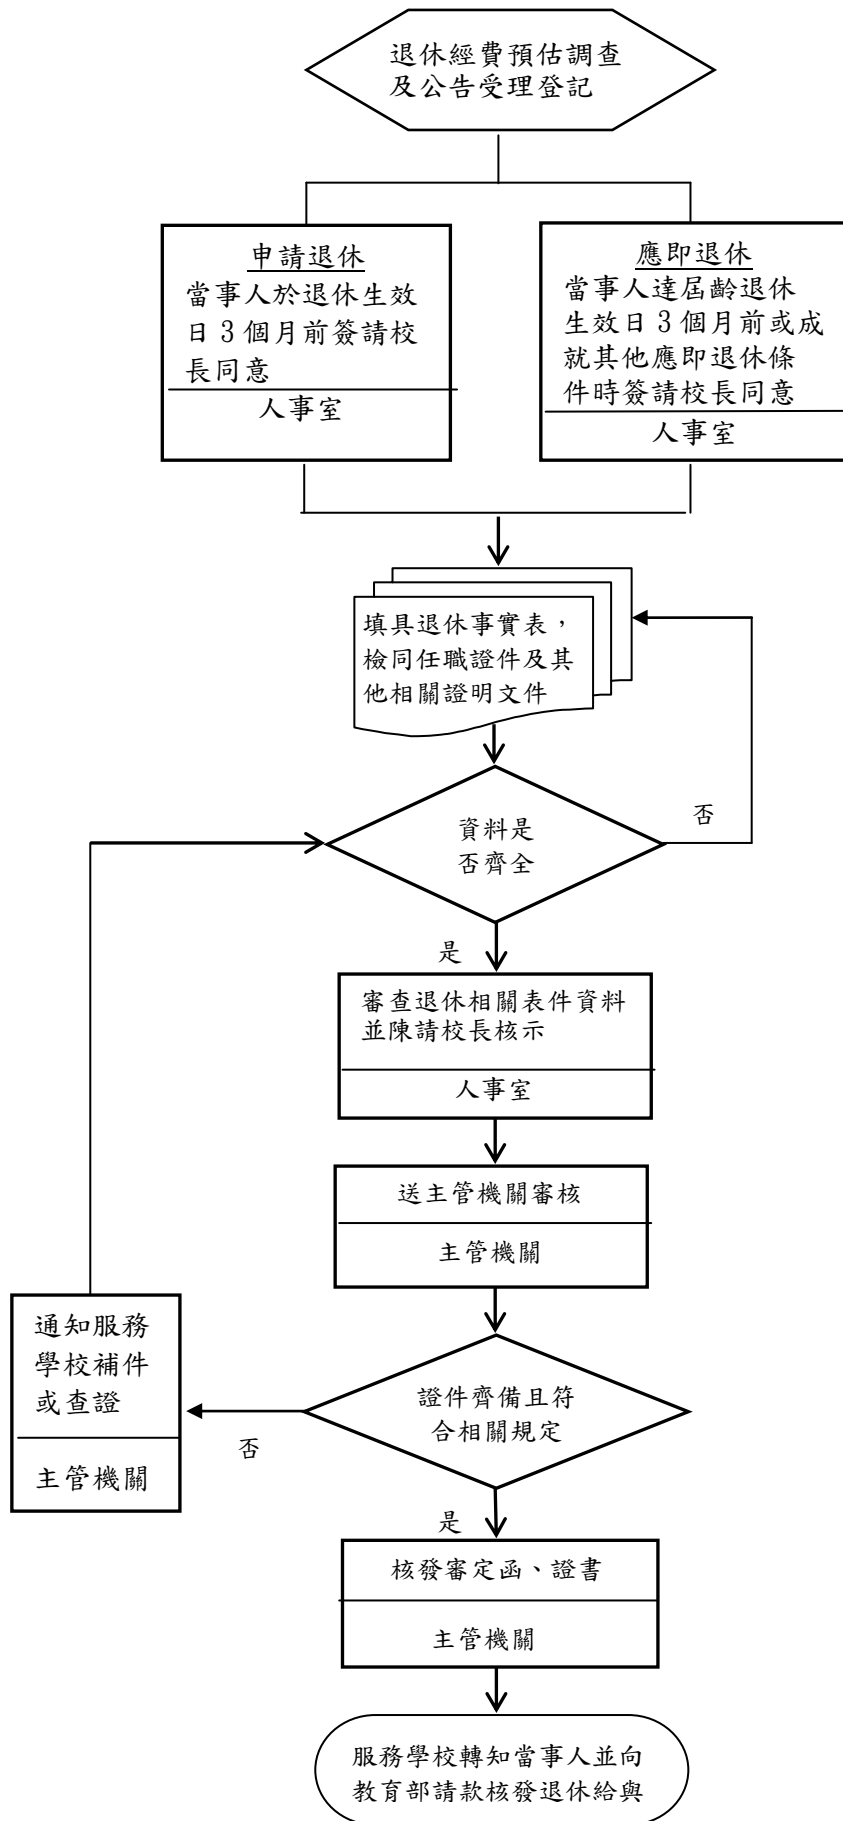 退休經費預估調查
及公告受理登記
申請退休
當事人於退休生效
日 3 個月前簽請校
長同意
人事室
應即退休
當事人達屆齡退休
生效日 3 個月前或成
就其他應即退休條
件時簽請校長同意
人事室
填具退休事實表，
檢同任職證件及其
他相關證明文件
資料是
否齊全
否
是
審查退休相關表件資料
並陳請校長核示
人事室
送主管機關審核
主管機關
證件齊備且符
合相關規定
否
通知服務
學校補件
或查證
主管機關
是
核發審定函、證書
主管機關
服務學校轉知當事人並向
教育部請款核發退休給與